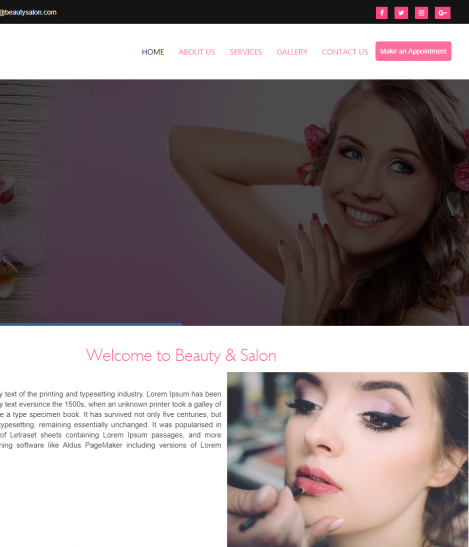 @beautysalon.com
HOME ABOUT US SERVICES GALLERY CONTACT US Make an Appointment
Welcome to Beauty & Salon
y text of the printing and typesetting industry. Lorem Ipsum has been
y text eversince the 1500s, when an unknown printer took a galley of
e a type specimen book. It has survived not only five centuries, but
ypesetting, remaining essentially unchanged. It was popularised in
of Letraset sheets containing Lorem Ipsum passages, and more
ning software like Aldus PageMaker including versions of Lorem